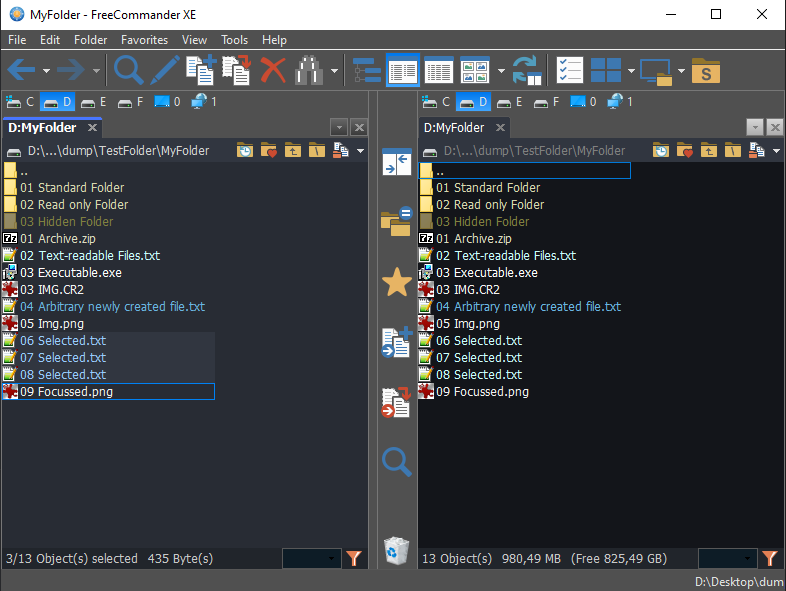 MyFolder - FreeCommander XE
File Edit Folder Favorites View Tools Help
S
C D E F 0 1
C D E F 0 1
D:MyFolder
D:MyFolder
D:\...\dump\TestFolder\MyFolder
D:\...\dump\TestFolder\MyFolder
..
01 Standard Folder
02 Read only Folder
03 Hidden Folder
01 Archive.zip
02 Text-readable Files.txt
03 Executable.exe
03 IMG.CR2
04 Arbitrary newly created file.txt
05 Img.png
06 Selected.txt
07 Selected.txt
08 Selected.txt
09 Focussed.png
3/13 Object(s) selected 435 Byte(s)
..
01 Standard Folder
02 Read only Folder
03 Hidden Folder
01 Archive.zip
02 Text-readable Files.txt
03 Executable.exe
03 IMG.CR2
04 Arbitrary newly created file.txt
05 Img.png
06 Selected.txt
07 Selected.txt
08 Selected.txt
09 Focussed.png
13 Object(s) 980,49 MB (Free 825,49 GB)
D:\Desktop\dum